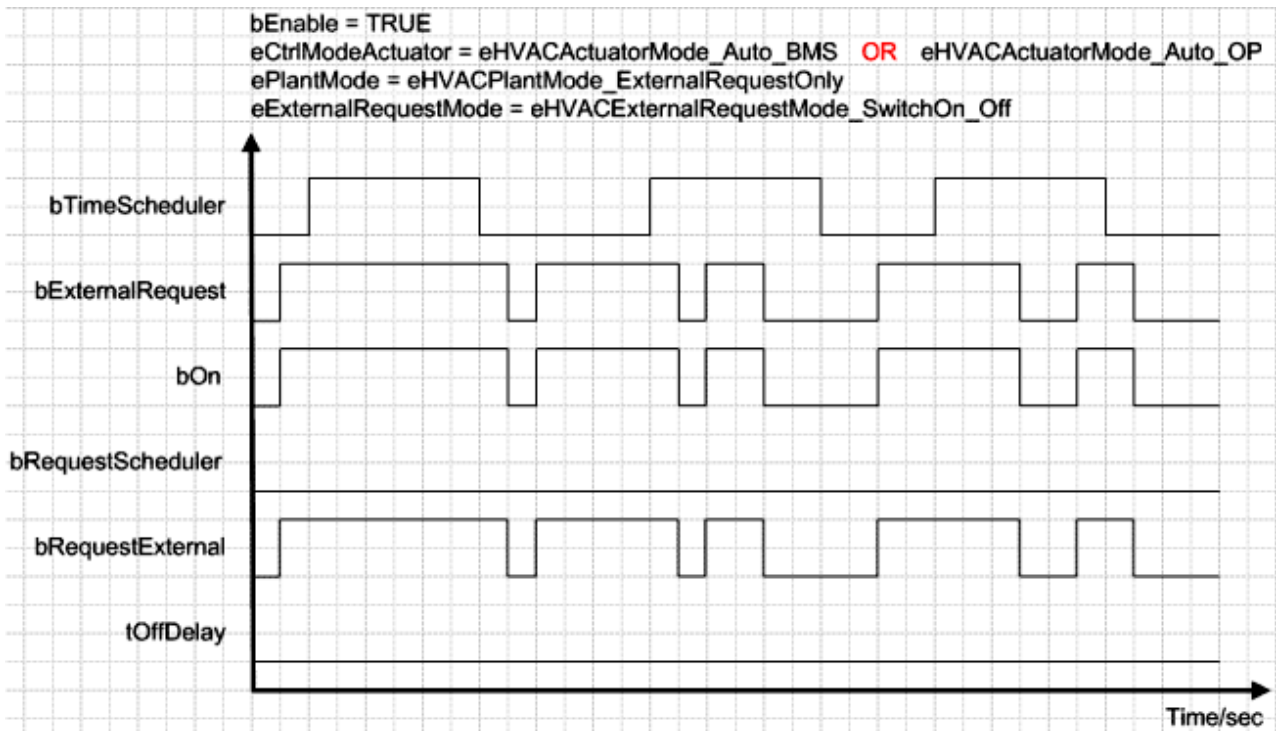 bEnable = TRUE
eCtrlModeActuator = eHVACActuatorMode_Auto_BMS OR eHVACActuatorMode_Auto_OP
ePlantMode = eHVACPlantMode_ExternalRequestOnly
eExternalRequestMode = eHVACExternalRequestMode_SwitchOn_Off
bTimeScheduler
bExternalRequest
bOn
bRequestScheduler
bRequestExternal
tOffDelay
Time/sec